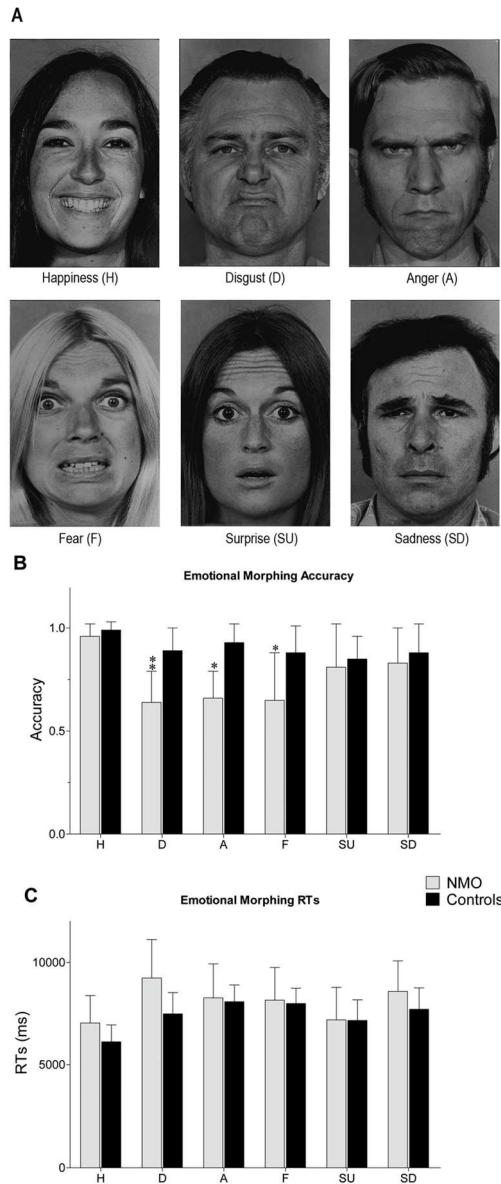 A
Happiness (H) Disgust (D) Anger (A)
Fear (F) Surprise (SU) Sadness (SD)
B
Emotional Morphing Accuracy
Accuracy
1.0
0.5
0.0
** * *
H D A F SU SD
C
Emotional Morphing RTs
NMO
Controls
RTs (ms)
10000
5000
0
H D A F SU SD